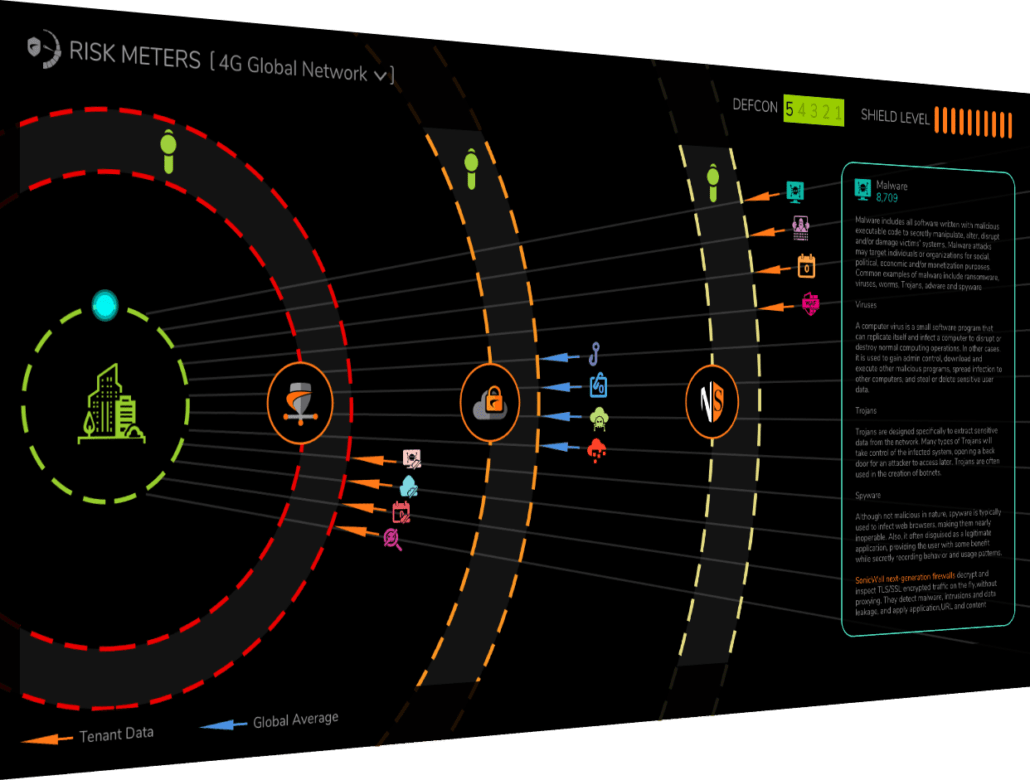 RISK METERS [ 4G Global Network ]
DEFCON 5 4 3 2 1 SHIELD LEVEL
Malware
8,709
Malware includes all software written with malicious
executable code to secretly manipulate, alter, disrupt
and/or damage victims' systems. Malware attacks
may target individuals or organizations for social,
political, economic and/or monetization purposes.
Common examples of malware include ransomware,
viruses, worms, Trojans, adware and spyware.
Viruses
A computer virus is a small software program that
can replicate itself and infect a computer to disrupt or
destroy normal computing operations. In other cases
it is used to gain admin control, download and
execute other malicious programs, spread infection to
other computers, and steal or delete sensitive user
data.
Trojans
Trojans are designed specifically to extract sensitive
data from the network. Many types of Trojans will
take control of the infected system, opening a back
door for an attacker to access later. Trojans are often
used in the creation of botnets.
Spyware
Although not malicious in nature, spyware is typically
used to infect web browsers, making them nearly
inoperable. Also, it often disguised as a legitimate
application, providing the user with some benefit
while secretly recording behavior and usage patterns.
SonicWall next-generation firewalls decrypt and
inspect TLS/SSL encrypted traffic on the fly without
proxying. They detect malware, intrusions and data
leakage, and apply application,URL and content
NS
Tenant Data
Global Average